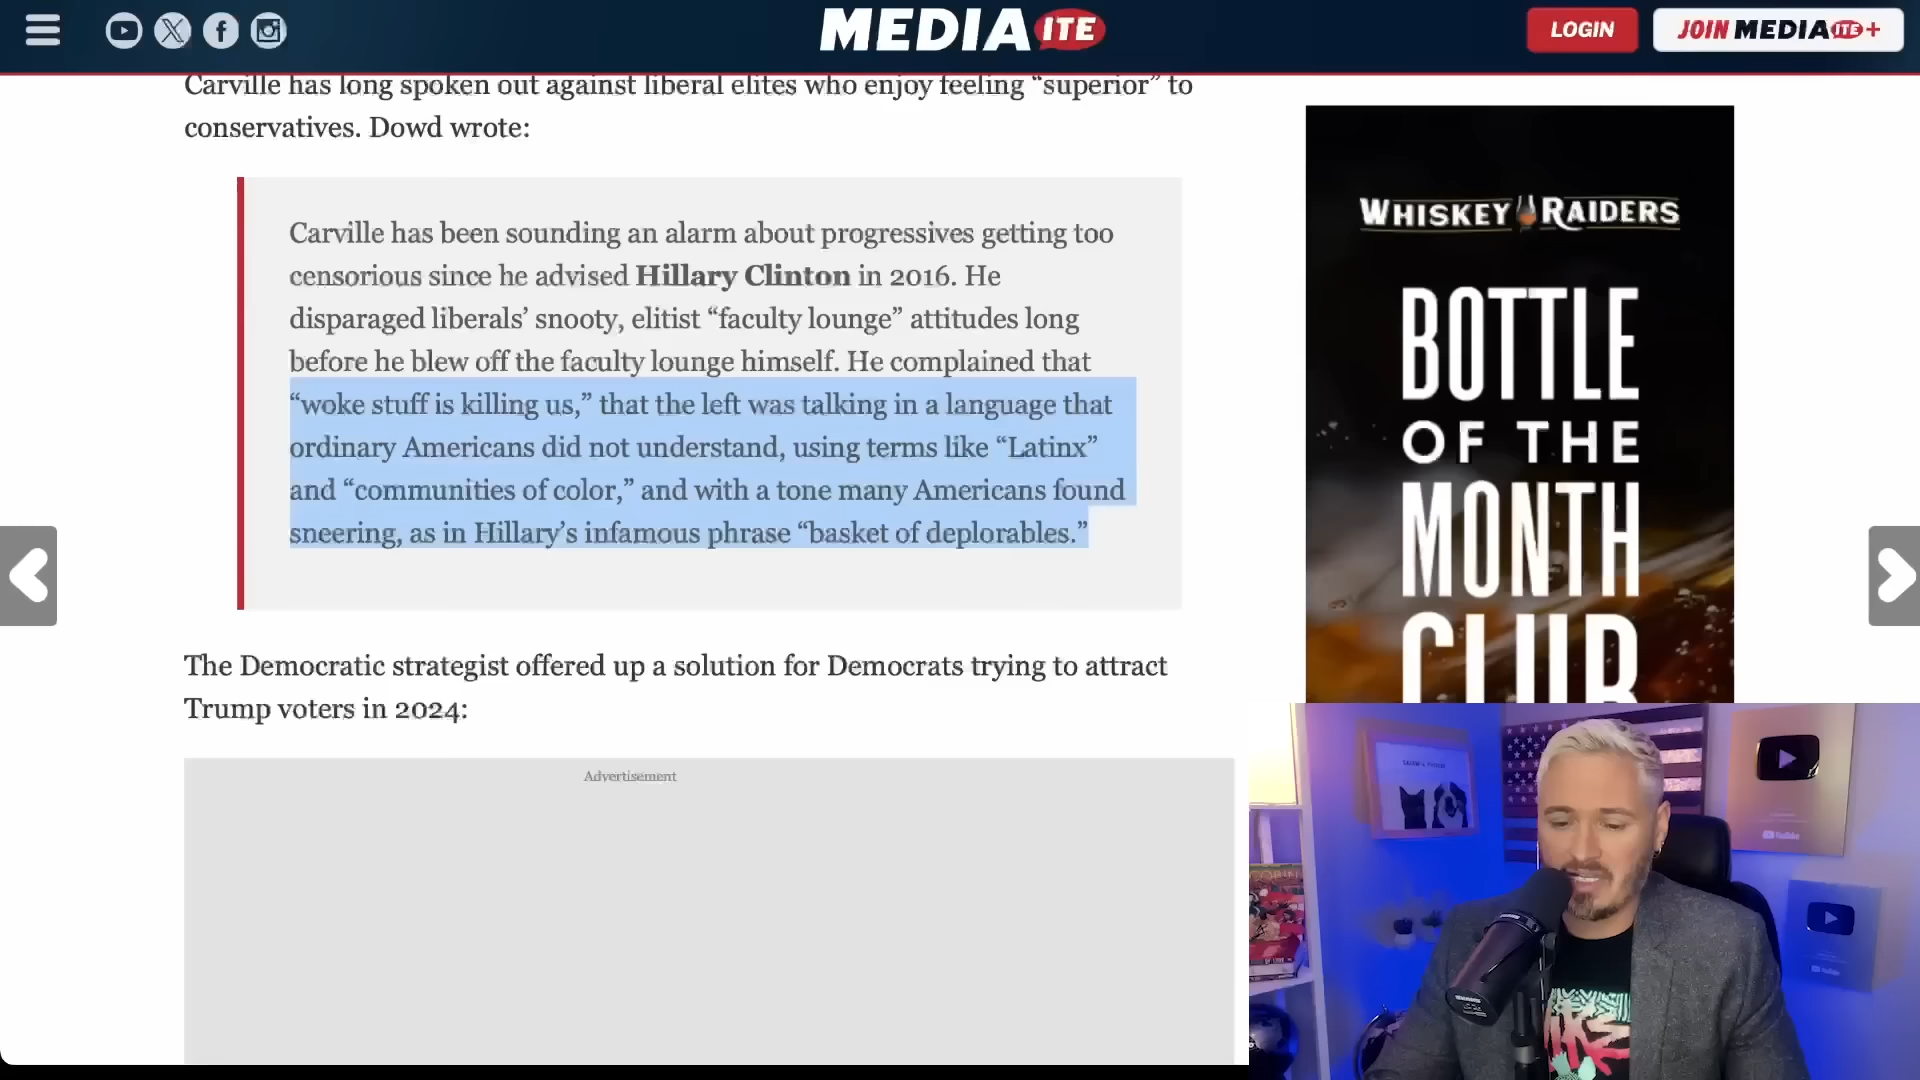 MEDIAITE
LOGIN
JOIN MEDIAITE+
Carville has long spoken out against liberal elites who enjoy feeling “superior” to
conservatives. Dowd wrote:
Carville has been sounding an alarm about progressives getting too
censorious since he advised Hillary Clinton in 2016. He
disparaged liberals’ snooty, elitist “faculty lounge” attitudes long
before he blew off the faculty lounge himself. He complained that
“woke stuff is killing us,” that the left was talking in a language that
ordinary Americans did not understand, using terms like “Latinx”
and “communities of color,” and with a tone many Americans found
sneering, as in Hillary’s infamous phrase “basket of deplorables.”
The Democratic strategist offered up a solution for Democrats trying to attract
Trump voters in 2024:
Advertisement
WHISKEY RAIDERS
BOTTLE
OF THE
MONTH
CLUB
YouTube
YouTube